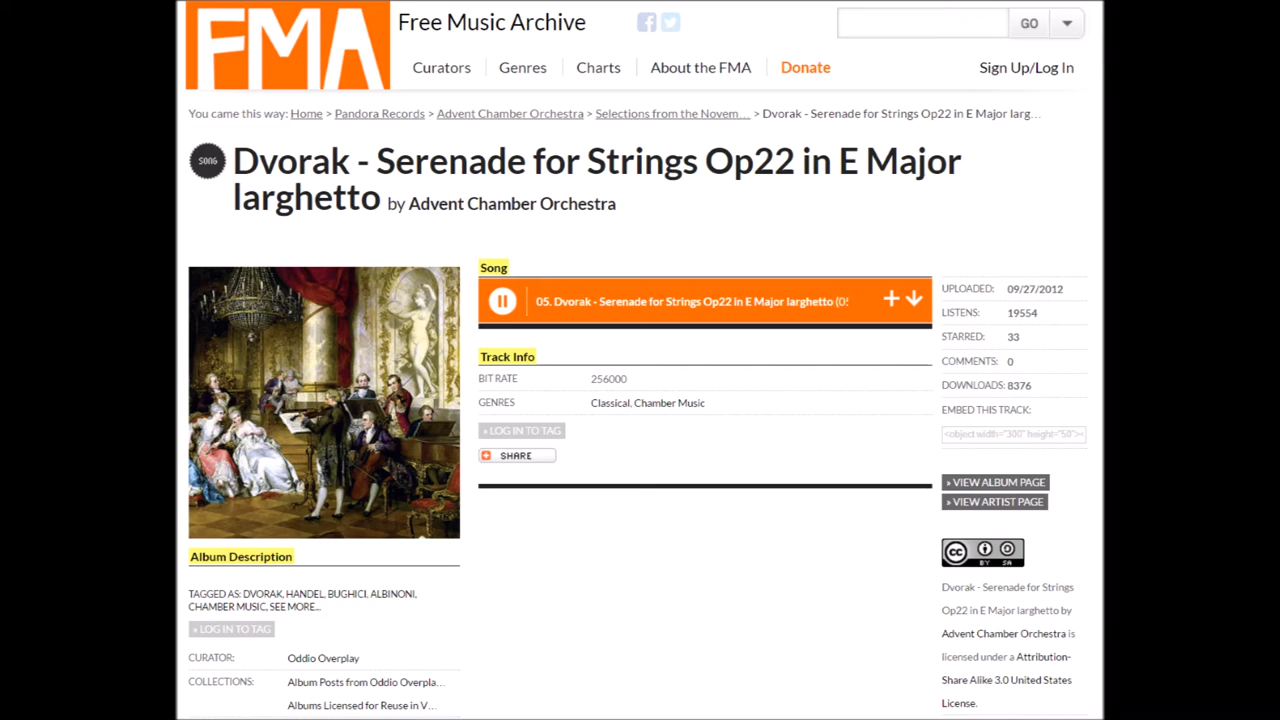 FMA
Free Music Archive
GO
Curators
Genres
Charts
About the FMA
Donate
Sign Up/Log In
You came this way: Home > Pandora Records > Advent Chamber Orchestra > Selections from the Novem... > Dvorak - Serenade for Strings Op22 in E Major larg...
SONG
Dvorak - Serenade for Strings Op22 in E Major
larghetto by Advent Chamber Orchestra
Song
05. Dvorak - Serenade for Strings Op22 in E Major larghetto (0
Track Info
BIT RATE 256000
GENRES Classical, Chamber Music
» LOG IN TO TAG
SHARE
UPLOADED: 09/27/2012
LISTENS: 19554
STARRED: 33
COMMENTS: 0
DOWNLOADS: 8376
EMBED THIS TRACK:
<object width="300" height="50"><
» VIEW ALBUM PAGE
» VIEW ARTIST PAGE
CC BY SA
Dvorak - Serenade for Strings
Op22 in E Major larghetto by
Advent Chamber Orchestra is
licensed under a Attribution-
Share Alike 3.0 United States
License.
Album Description
TAGGED AS: DVORAK, HANDEL, BUGHICI, ALBINONI,
CHAMBER MUSIC, SEE MORE...
» LOG IN TO TAG
CURATOR: Oddio Overplay
COLLECTIONS: Album Posts from Oddio Overpla...
Albums Licensed for Reuse in V...